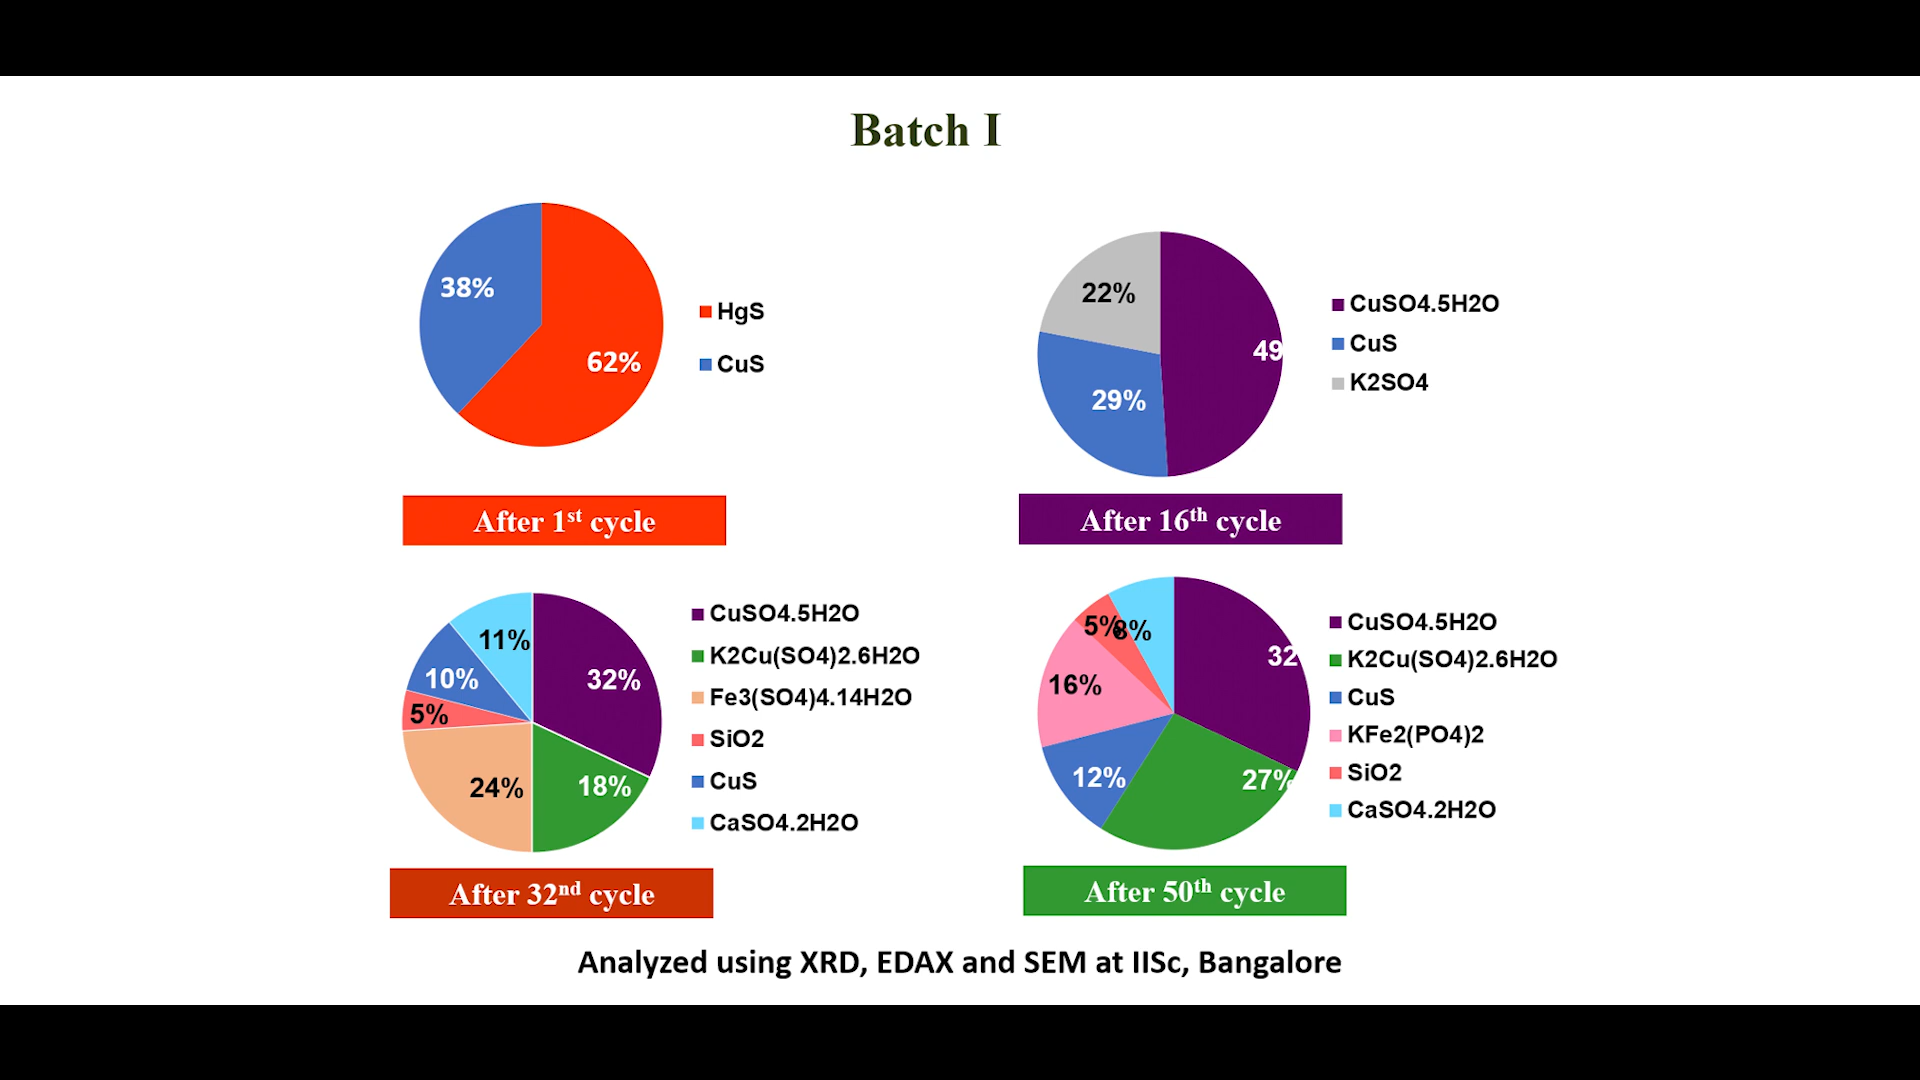 Batch I
38%
62%
HgS
CuS
After 1st cycle
22%
49
29%
CuSO4.5H2O
CuS
K2SO4
After 16th cycle
11%
32%
10%
5%
24%
18%
CuSO4.5H2O
K2Cu(SO4)2.6H2O
Fe3(SO4)4.14H2O
SiO2
CuS
CaSO4.2H2O
After 32nd cycle
5%
8%
32
16%
12%
27%
CuSO4.5H2O
K2Cu(SO4)2.6H2O
CuS
KFe2(PO4)2
SiO2
CaSO4.2H2O
After 50th cycle
Analyzed using XRD, EDAX and SEM at IISc, Bangalore